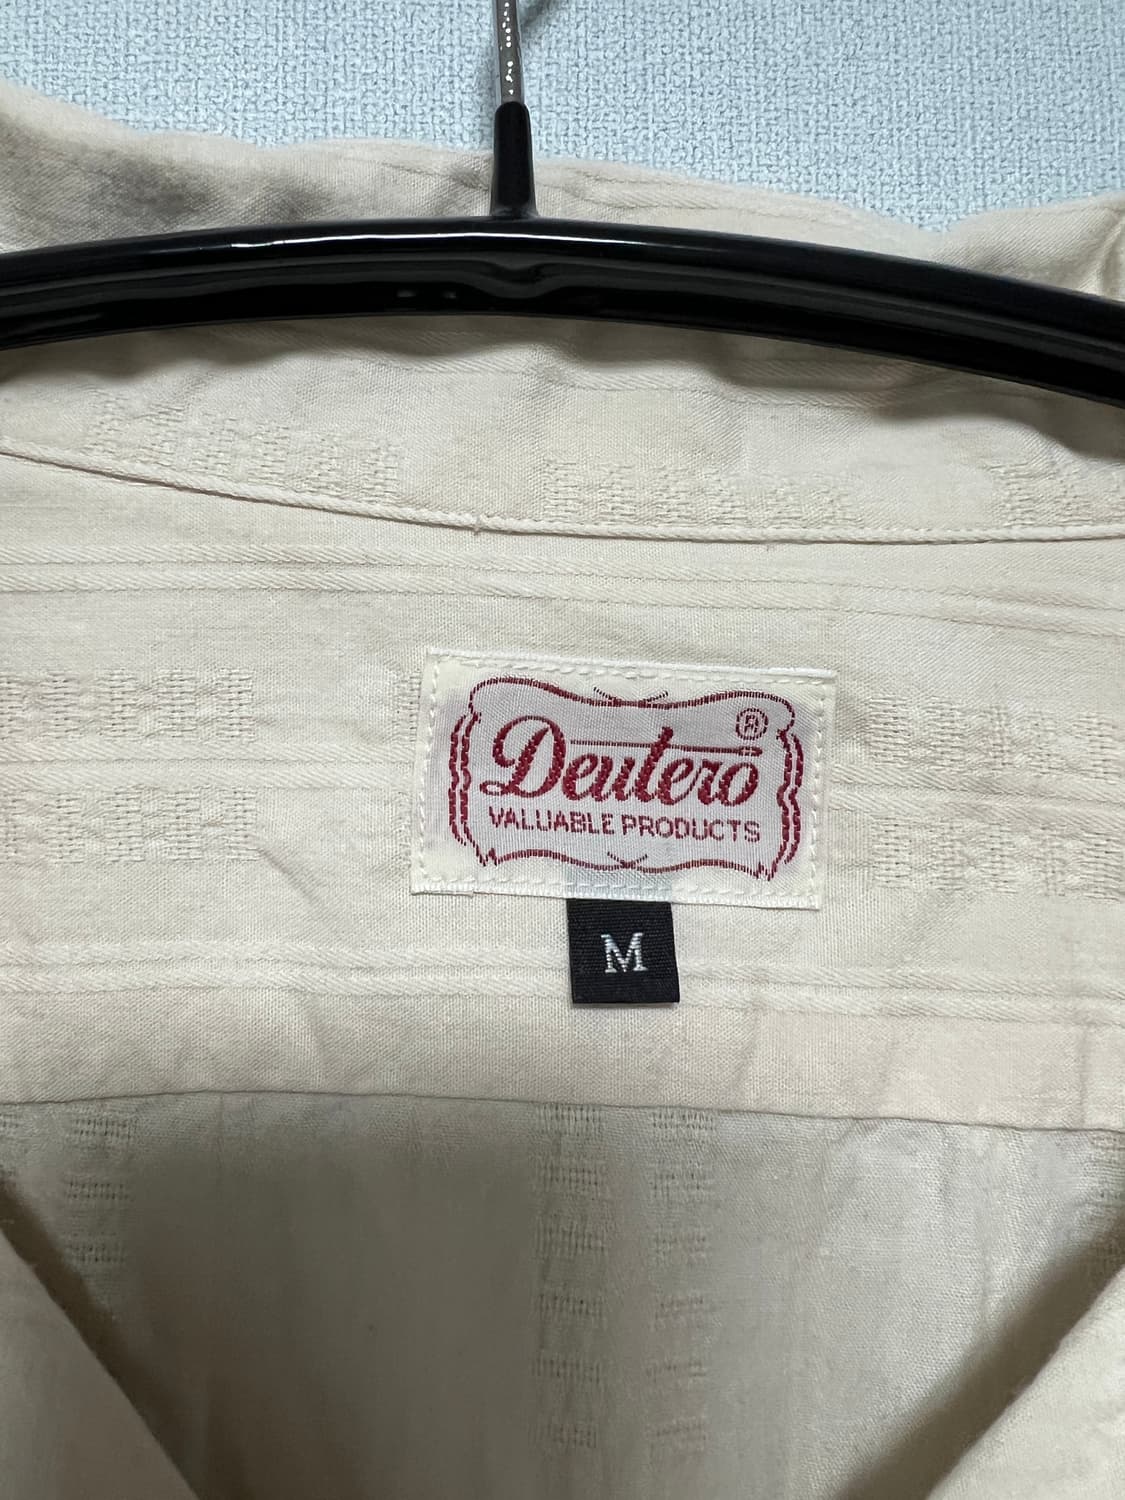 ®
Deutero
VALUABLE PRODUCTS
M